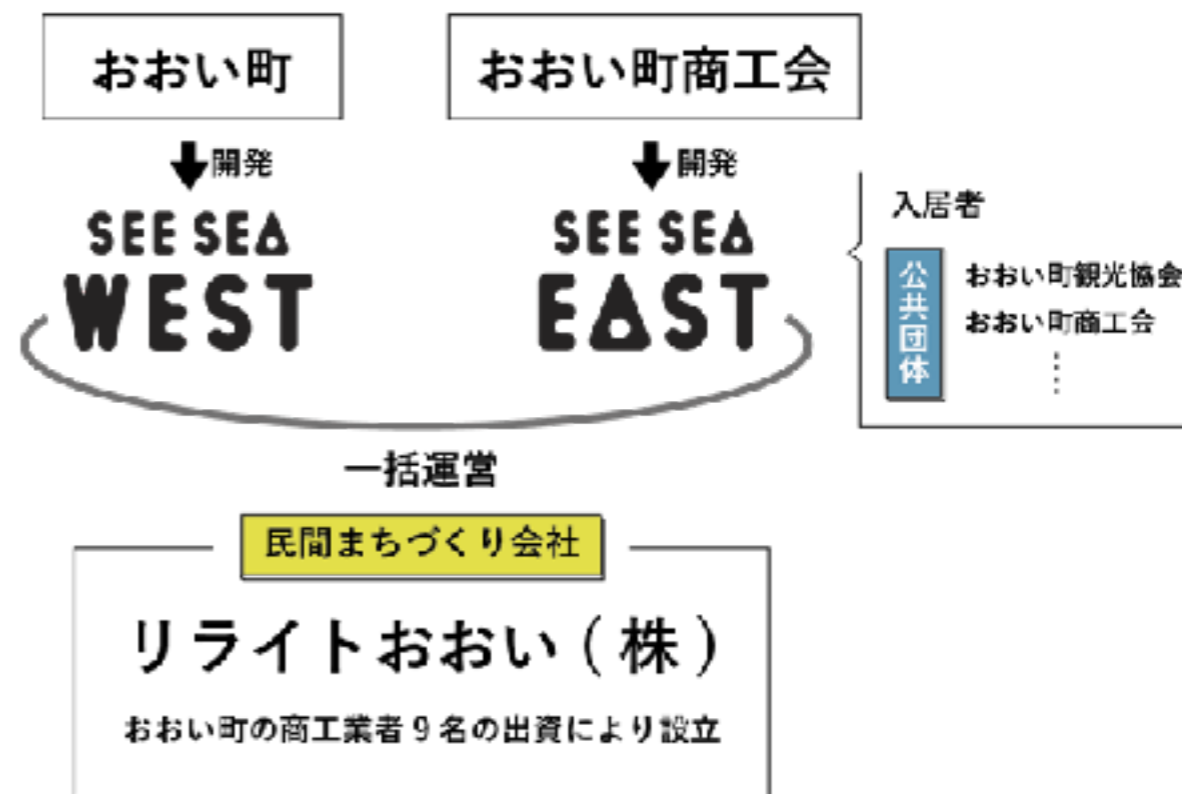 おおい町
おおい町商工会
開発
開発
SEE SEA
WEST
SEE SEA
EAST
入居者
公共団体
おおい町観光協会
おおい町商工会
一括運営
民間まちづくり会社
リライトおおい(株)
おおい町の商工業者9名の出資により設立